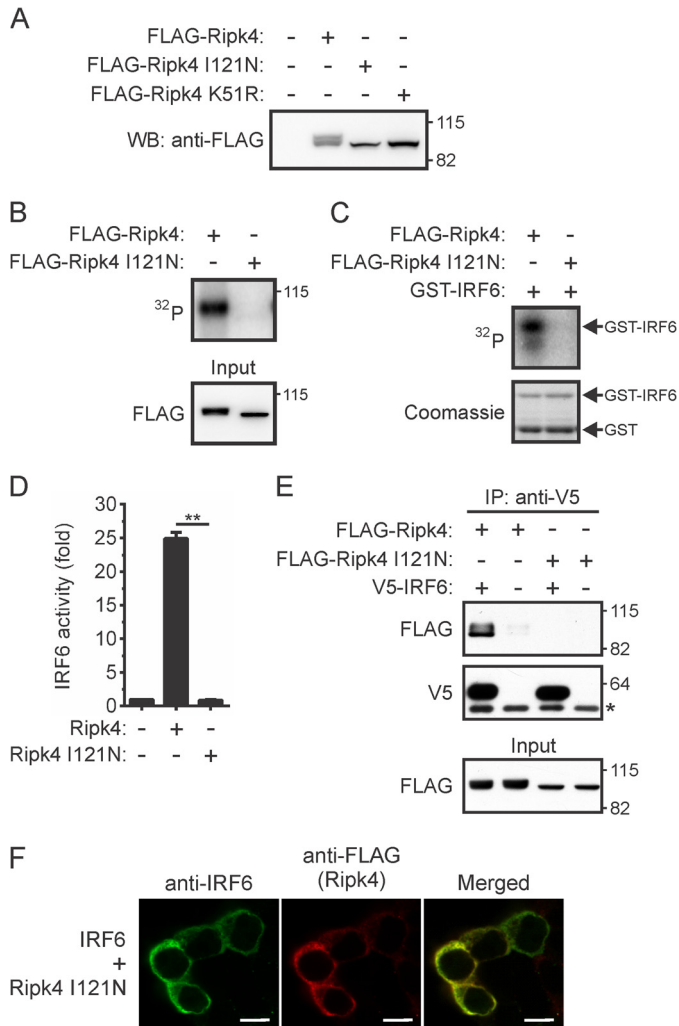 A
FLAG-Ripk4: - + - -
FLAG-Ripk4 I121N: - - + -
FLAG-Ripk4 K51R: - - - +
WB: anti-FLAG
115
82
B
FLAG-Ripk4: + -
FLAG-Ripk4 I121N: - +
32P
115
Input
FLAG
115
C
FLAG-Ripk4: + -
FLAG-Ripk4 I121N: - +
GST-IRF6: + +
32P
GST-IRF6
Coomassie
GST-IRF6
GST
D
IRF6 activity (fold)
30
25
20
15
10
5
0
**
Ripk4: - + -
Ripk4 I121N: - - +
E
IP: anti-V5
FLAG-Ripk4: + + - -
FLAG-Ripk4 I121N: - - + +
V5-IRF6: + - + -
FLAG
115
82
V5
64
*
Input
FLAG
115
82
F
anti-IRF6
anti-FLAG
(Ripk4)
Merged
IRF6
+
Ripk4 I121N